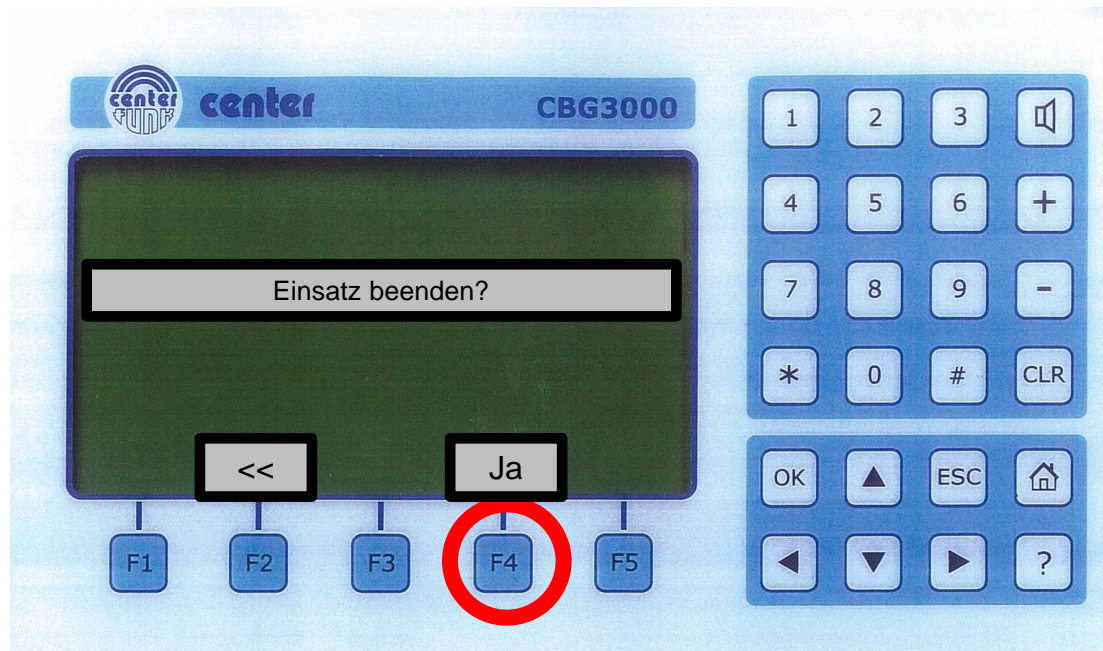 center
funk
center
CBG3000
Einsatz beenden?
<<
Ja
F1
F2
F3
F4
F5
1
2
3
4
5
6
+
7
8
9
-
*
0
#
CLR
OK
▲
ESC
◀
▼
▶
?